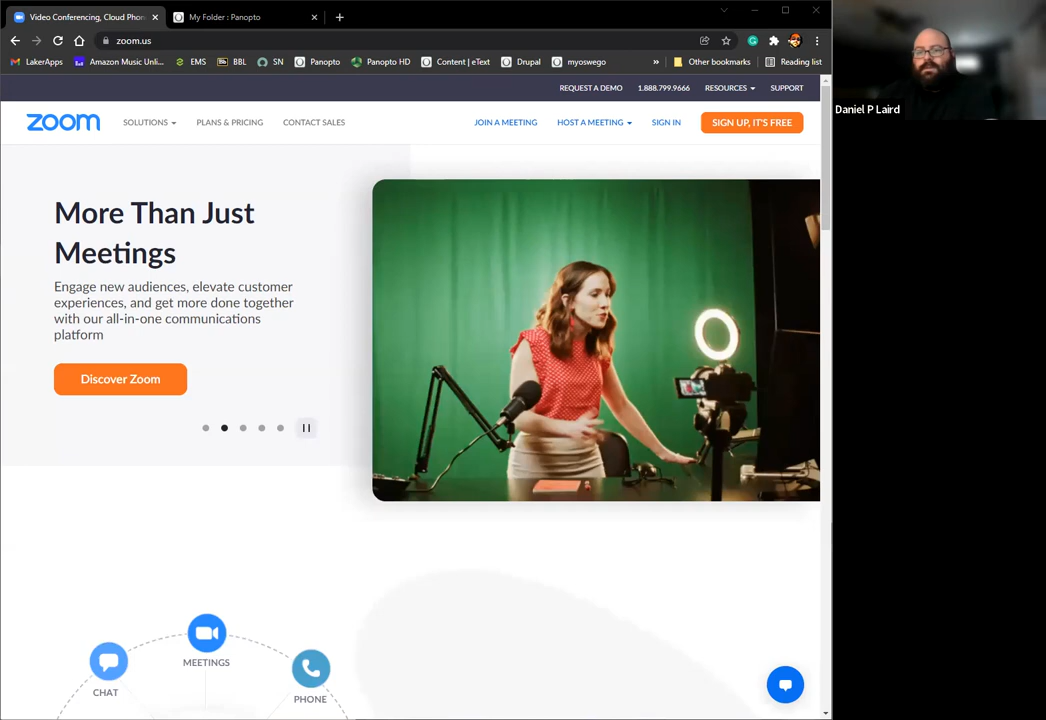 Video Conferencing, Cloud Phon
My Folder : Panopto
zoom.us
LakerApps
Amazon Music Unli...
EMS
BBL
SN
Panopto
Panopto HD
Content | eText
Drupal
myoswego
»
Other bookmarks
Reading list
REQUEST A DEMO
1.888.799.9666
RESOURCES
SUPPORT
zoom
SOLUTIONS
PLANS & PRICING
CONTACT SALES
JOIN A MEETING
HOST A MEETING
SIGN IN
SIGN UP, IT'S FREE
Daniel P Laird
More Than Just
Meetings
Engage new audiences, elevate customer
experiences, and get more done together
with our all-in-one communications
platform
Discover Zoom
MEETINGS
CHAT
PHONE